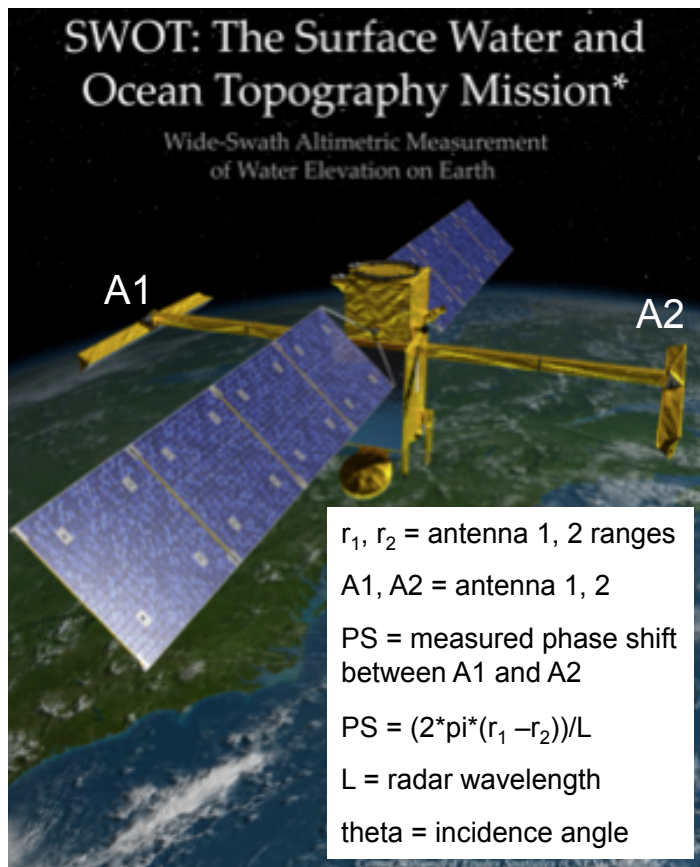 SWOT: The Surface Water and
Ocean Topography Mission*
Wide-Swath Altimetric Measurement
of Water Elevation on Earth
A1
A2
r₁, r₂ = antenna 1, 2 ranges
A1, A2 = antenna 1, 2
PS = measured phase shift
between A1 and A2
PS = (2*pi*(r₁ –r₂))/L
L = radar wavelength
theta = incidence angle